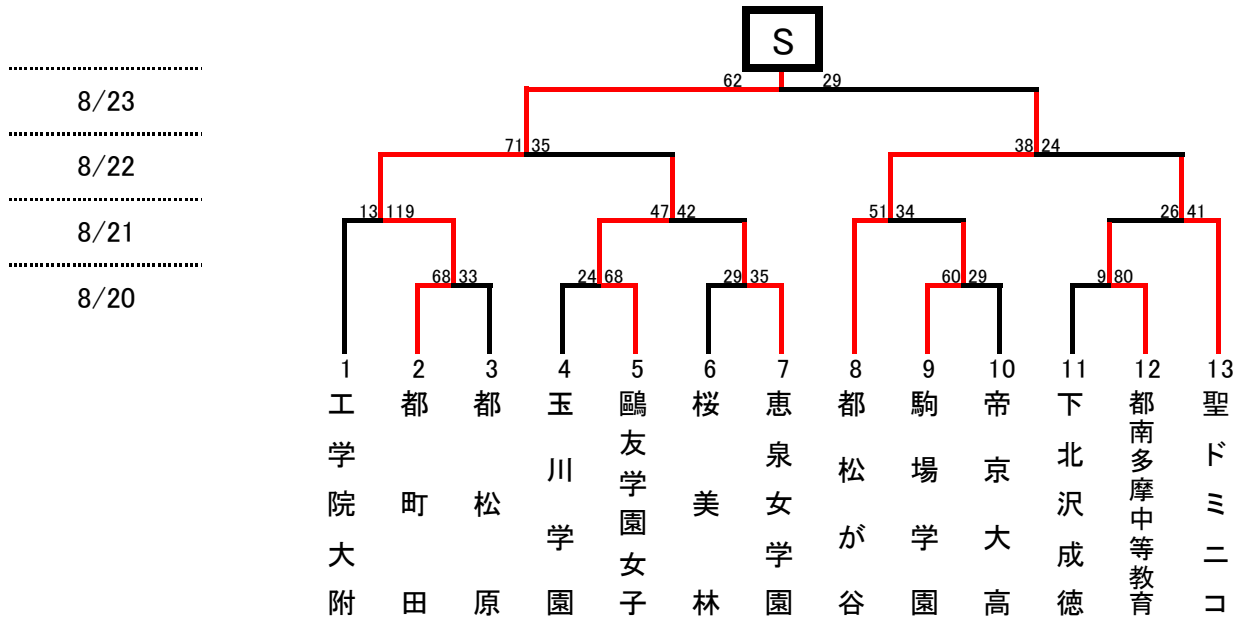 S
62 29
8/23
71 35 38 24
8/22
13 119 47 42 51 34 26 41
8/21
68 33 24 68 29 35 60 29 9 80
8/20
1 2 3 4 5 6 7 8 9 10 11 12 13
工学院大附
都町田
都松原
玉川学園
鷗友学園女子
桜美林
恵泉女学園
都松が谷
駒場学園
帝京大高
下北沢成徳
都南多摩中等教育
聖ドミニコ